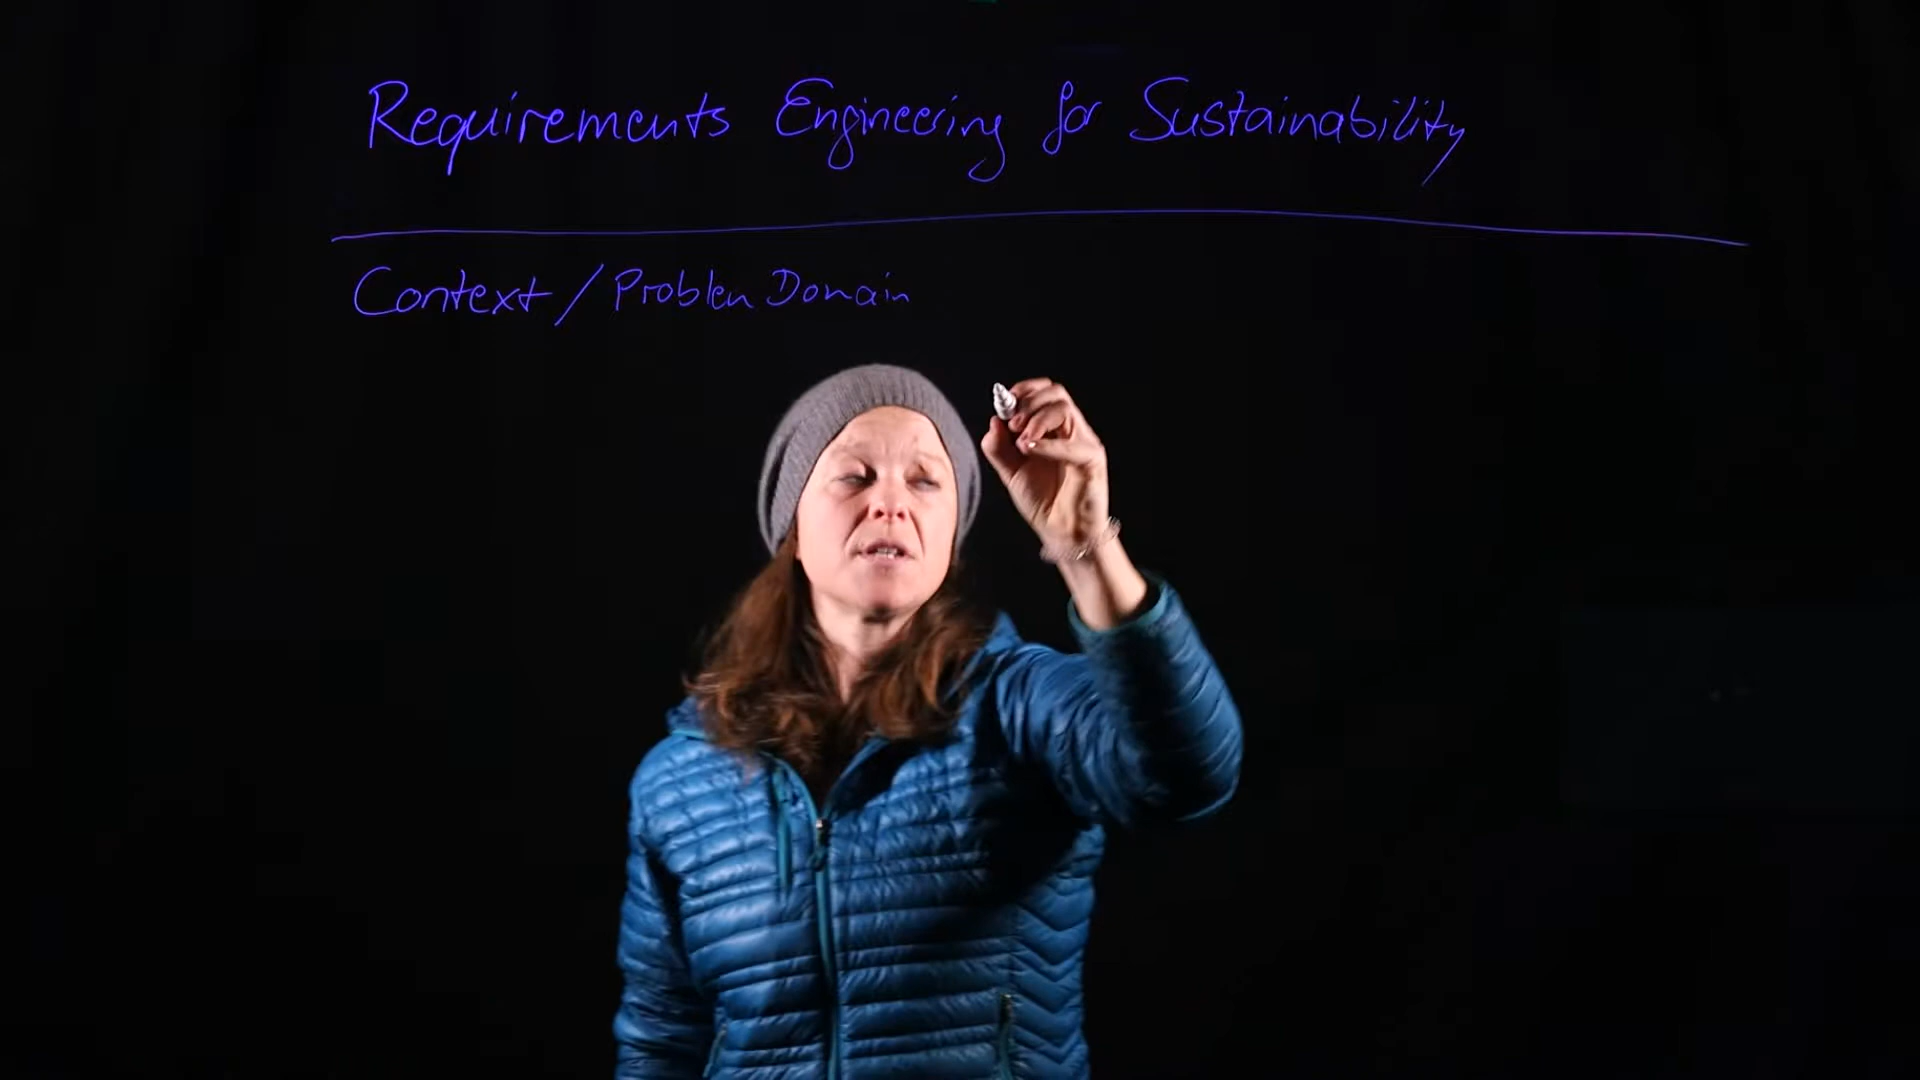 Requirements Engineering for Sustainability
Context / Problem Domain